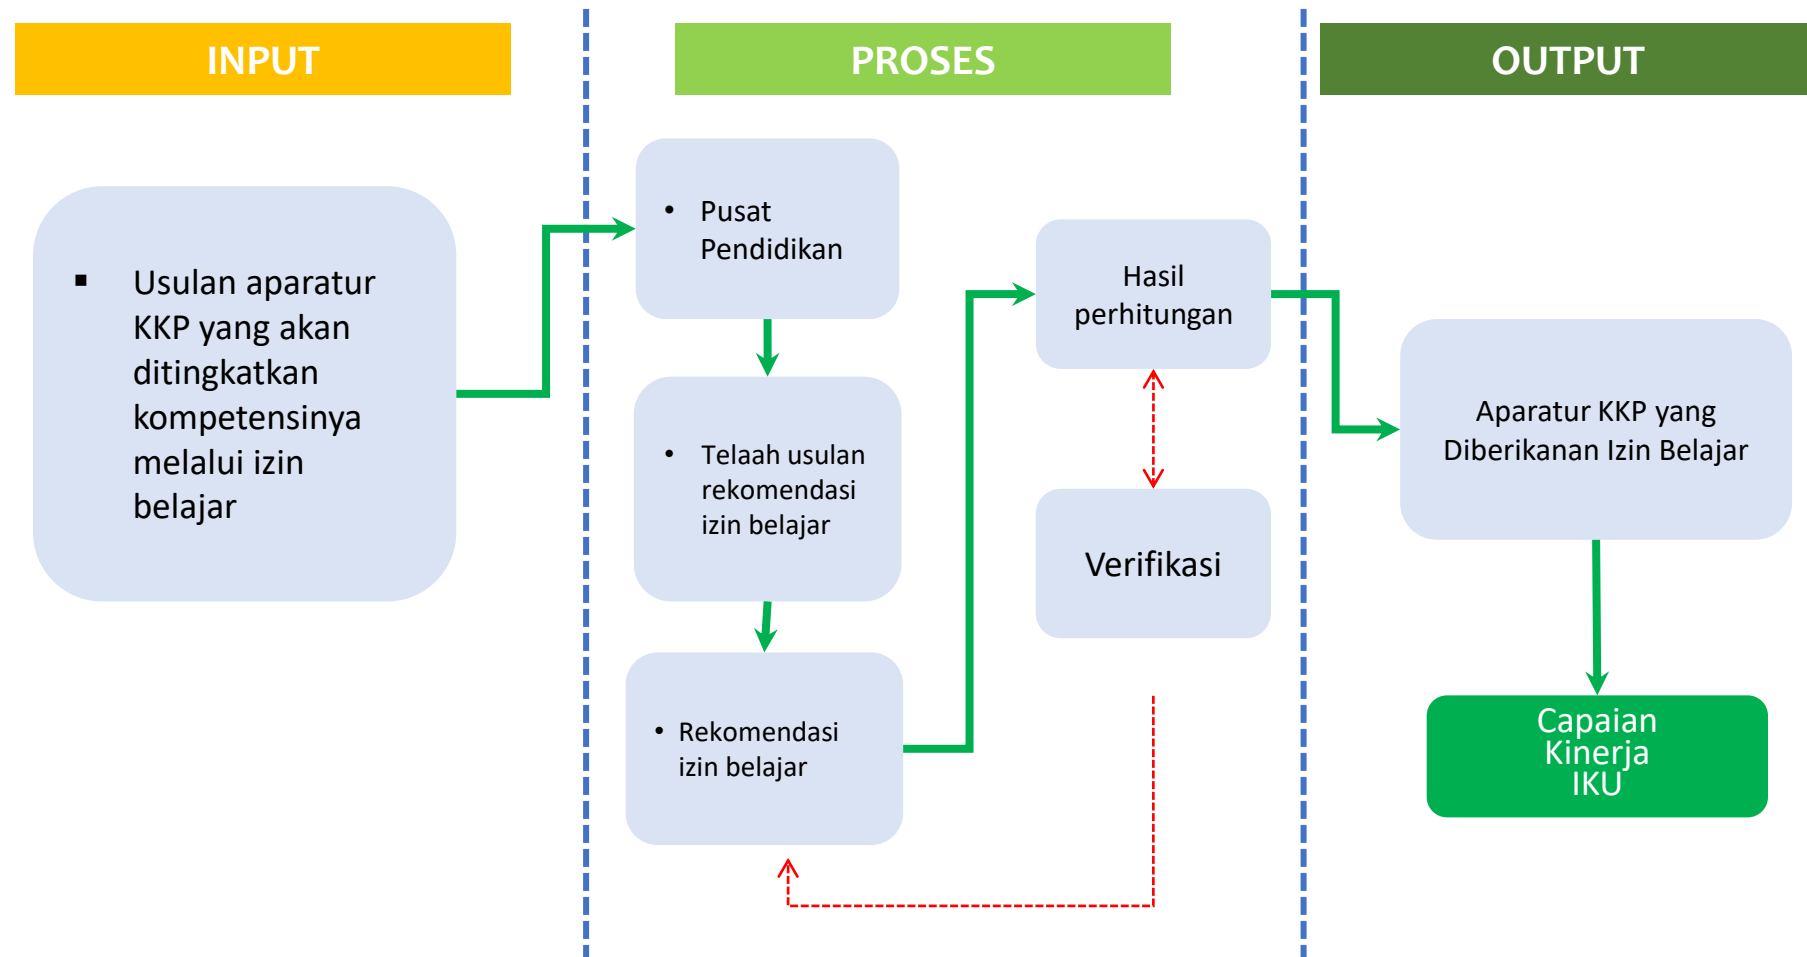 INPUT
PROSES
OUTPUT
▪ Usulan aparatur
KKP yang akan
ditingkatkan
kompetensinya
melalui izin
belajar
• Pusat
Pendidikan
• Telaah usulan
rekomendasi
izin belajar
• Rekomendasi
izin belajar
Hasil
perhitungan
Verifikasi
Aparatur KKP yang
Diberikanan Izin Belajar
Capaian
Kinerja
IKU